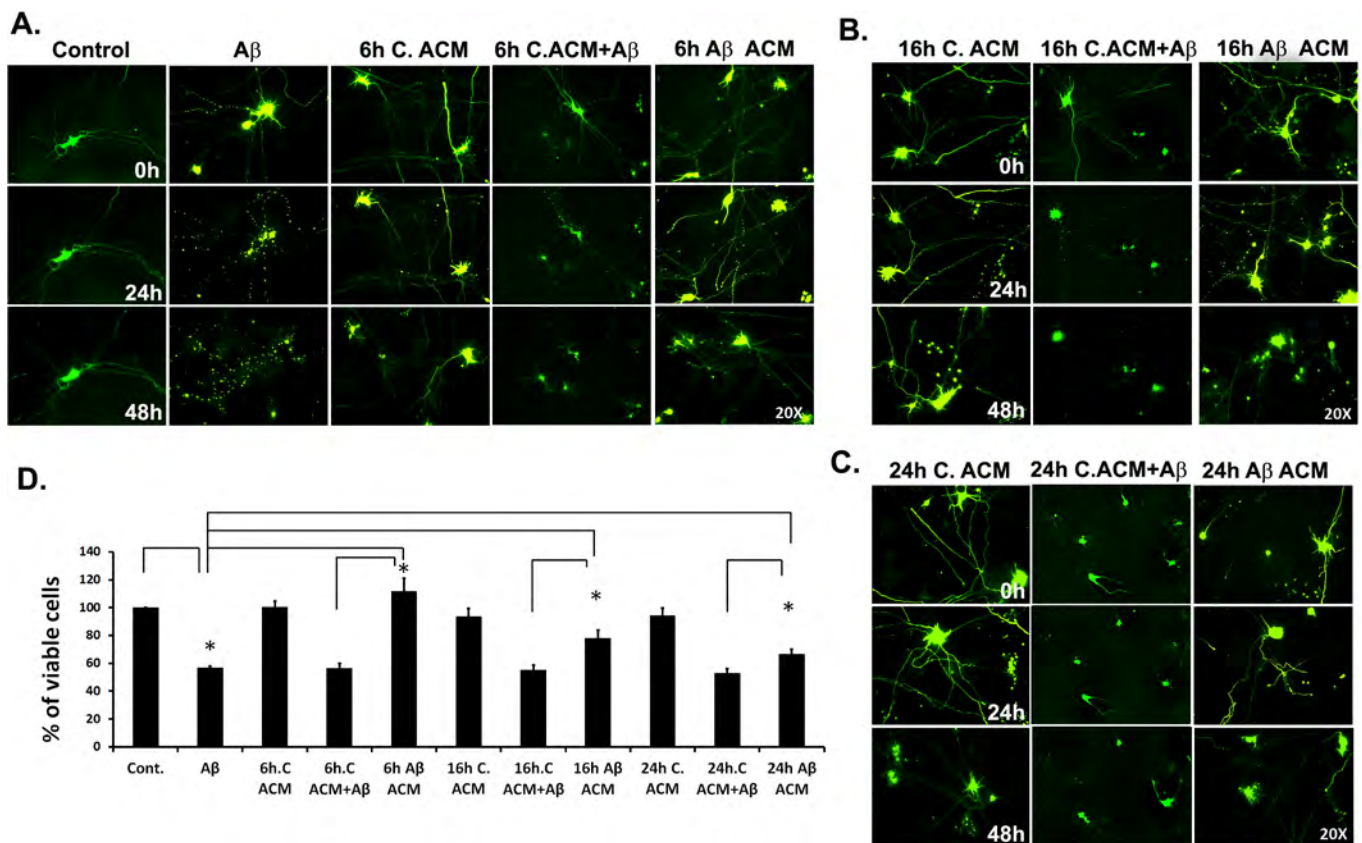 A.
Control Aβ 6h C. ACM 6h C.ACM+Aβ 6h Aβ ACM
0h
24h
48h
20X
B.
16h C. ACM 16h C.ACM+Aβ 16h Aβ ACM
0h
24h
48h
20X
C.
24h C. ACM 24h C.ACM+Aβ 24h Aβ ACM
0h
24h
48h
20X
D.
% of viable cells
140
120
100
80
60
40
20
0
*
*
*
*
Cont. Aβ 6h.C 6h.C 6h Aβ 16h C. 16h.C 16h Aβ 24h C. 24h.C 24h Aβ
ACM ACM+Aβ ACM ACM ACM+Aβ ACM ACM ACM+Aβ ACM